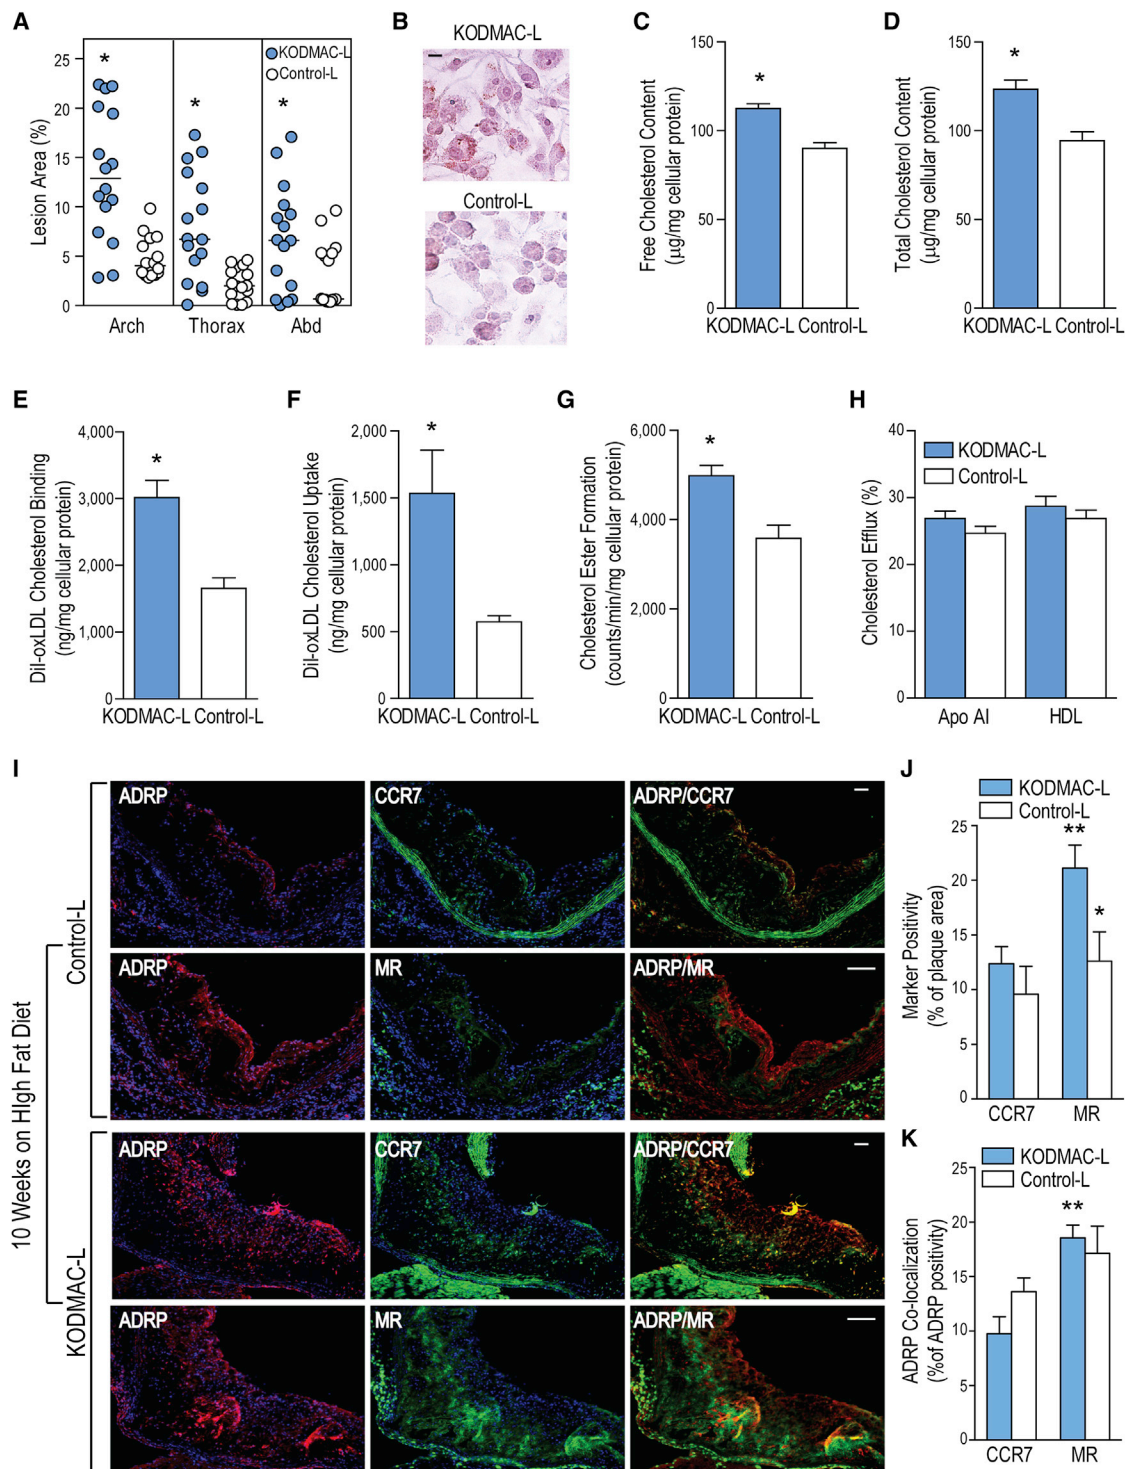 A
KODMAC-L
Control-L
*
*
*
25
20
15
10
5
0
Lesion Area (%)
Arch
Thorax
Abd
B
KODMAC-L
Control-L
C
150
100
50
0
*
Free Cholesterol Content
(μg/mg cellular protein)
KODMAC-L Control-L
D
150
100
50
0
*
Total Cholesterol Content
(μg/mg cellular protein)
KODMAC-L Control-L
E
4,000
3,000
2,000
1,000
0
*
Dil-oxLDL Cholesterol Binding
(ng/mg cellular protein)
KODMAC-L Control-L
F
2,000
1,500
1,000
500
0
*
Dil-oxLDL Cholesterol Uptake
(ng/mg cellular protein)
KODMAC-L Control-L
G
6,000
4,000
2,000
0
*
Cholesterol Ester Formation
(counts/min/mg cellular protein)
KODMAC-L Control-L
H
40
30
20
10
0
KODMAC-L
Control-L
Cholesterol Efflux (%)
Apo AI
HDL
I
10 Weeks on HIgh Fat Diet
Control-L
ADRP
CCR7
ADRP/CCR7
ADRP
MR
ADRP/MR
KODMAC-L
ADRP
CCR7
ADRP/CCR7
ADRP
MR
ADRP/MR
J
KODMAC-L
Control-L
25
20
15
10
5
0
**
*
Marker Positivity
(% of plaque area)
CCR7
MR
K
KODMAC-L
Control-L
25
20
15
10
5
0
**
ADRP Co-localization
(%of ADRP positivity)
CCR7
MR